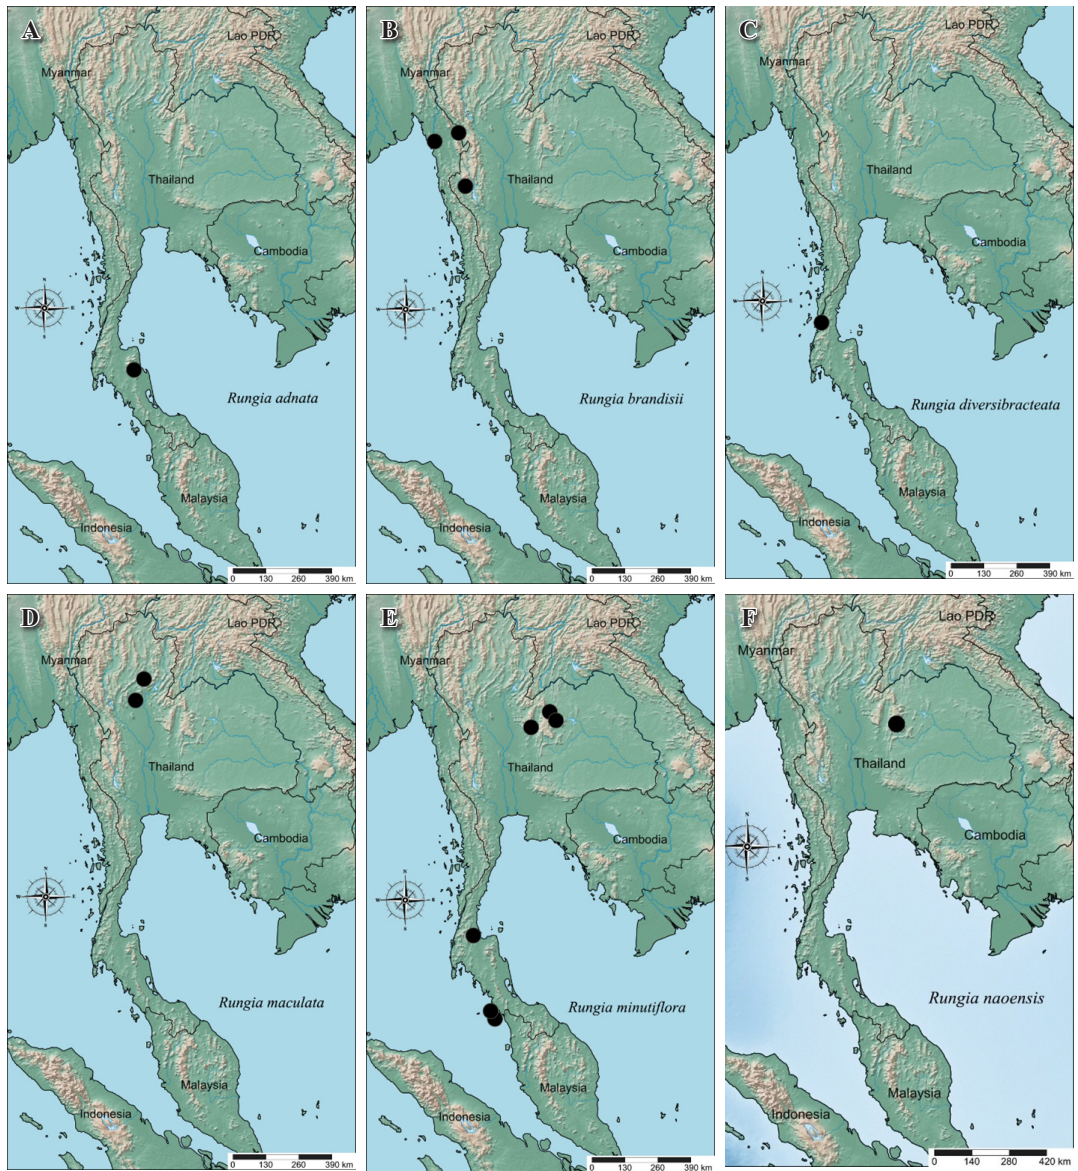 A
Lao PDR
Myanmar
Thailand
Cambodia
N
W
E
S
Rungia adnata
Malaysia
Indonesia
0 130 260 390 km
B
Lao PDR
Myanmar
Thailand
Cambodia
N
W
E
S
Rungia brandisii
Malaysia
Indonesia
0 130 260 390 km
C
Lao PDR
Myanmar
Thailand
Cambodia
N
W
E
S
Rungia diversibracteata
Malaysia
Indonesia
0 130 260 390 km
D
Lao PDR
Myanmar
Thailand
Cambodia
N
W
E
S
Rungia maculata
Malaysia
Indonesia
0 130 260 390 km
E
Lao PDR
Myanmar
Thailand
Cambodia
N
W
E
S
Rungia minutiflora
Malaysia
Indonesia
0 130 260 390 km
F
Lao PDR
Myanmar
Thailand
Cambodia
N
W
E
S
Rungia naoensis
Malaysia
Indonesia
0 140 280 420 km